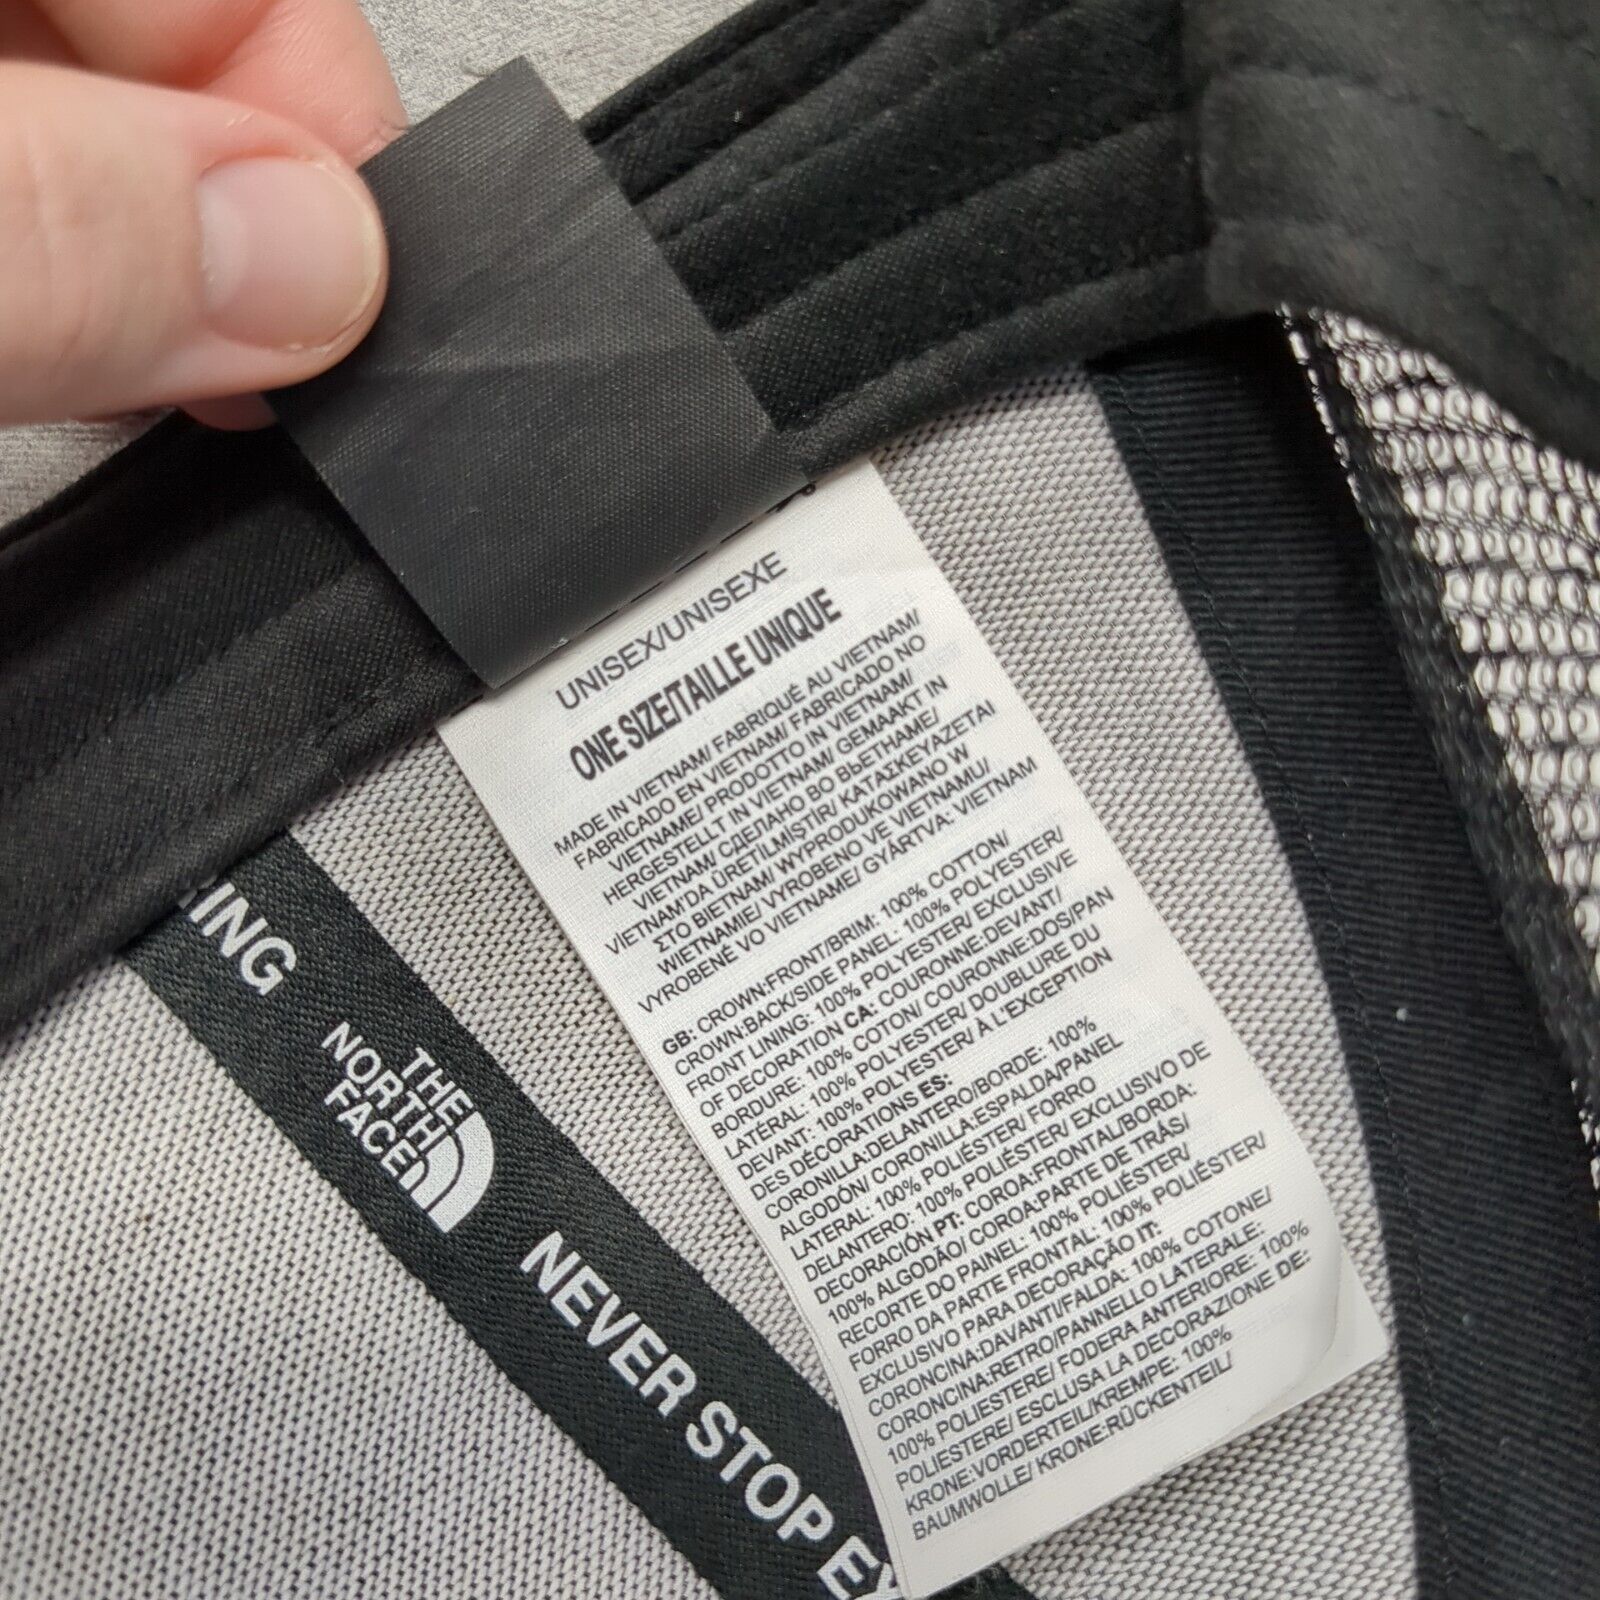 UNISEX/UNISEXE
ONE SIZE/TAILLE UNIQUE
MADE IN VIETNAM/ FABRIQUÉ AU VIETNAM/
FABRICADO EN VIETNAM/ FABRICADO NO
VIETNAME/ PRODOTTO IN VIETNAM/
HERGESTELLT IN VIETNAM/ GEMAAKT IN
VIETNAM/ СДЕЛАНО ВО ВЬЕТНАМЕ/
VİETNAM'DA ÜRETİLMİŞTİR/ ΚΑΤΑΣΚΕΥΑΖΕΤΑΙ
ΣΤΟ ΒΙΕΤΝΑΜ/ WYPRODUKOWANO W
WIETNAMIE/ VYROBENO VE VIETNAMU/
VYROBENÉ VO VIETNAME/ GYÁRTVA: VIETNAM
GB: CROWN:FRONT/BRIM: 100% COTTON/
CROWN:BACK/SIDE PANEL: 100% POLYESTER/
FRONT LINING: 100% POLYESTER/ EXCLUSIVE
OF DECORATION CA: COURONNE:DEVANT/
BORDURE: 100% COTON/ COURONNE:DOS/PAN
LATÉRAL: 100% POLYESTER/ DOUBLURE DU
DEVANT: 100% POLYESTER/ À L'EXCEPTION
DES DÉCORATIONS ES:
CORONILLA:DELANTERO/BORDE: 100%
ALGODÓN/ CORONILLA:ESPALDA/PANEL
LATERAL: 100% POLIÉSTER/ FORRO
DELANTERO: 100% POLIÉSTER/ EXCLUSIVO DE
DECORACIÓN PT: COROA:FRONTAL/BORDA:
100% ALGODÃO/ COROA:PARTE DE TRÁS/
RECORTE DO PAINEL: 100% POLIÉSTER/
FORRO DA PARTE FRONTAL: 100% POLIÉSTER/
EXCLUSIVO PARA DECORAÇÃO IT:
CORONCINA:DAVANTI/FALDA: 100% COTONE/
CORONCINA:RETRO/PANNELLO LATERALE:
100% POLIESTERE/ FODERA ANTERIORE: 100%
POLIESTERE/ ESCLUSA LA DECORAZIONE DE:
KRONE:VORDERTEIL/KREMPE: 100%
BAUMWOLLE/ KRONE:RÜCKENTEIL/
THE
NORTH
FACE
NEVER STOP